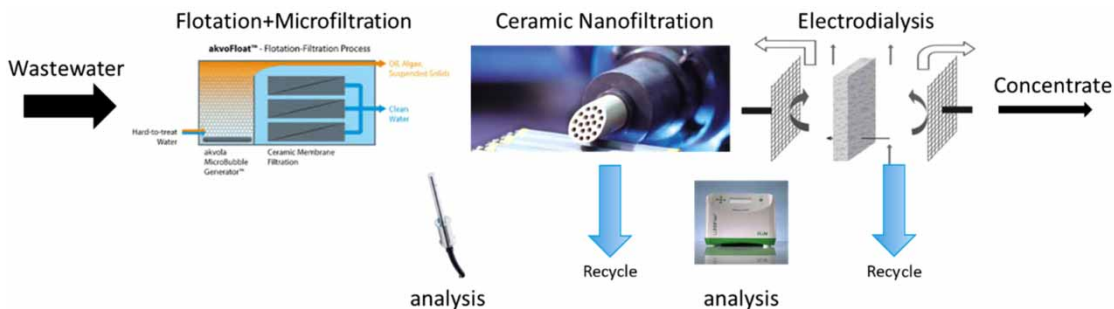 Flotation+Microfiltration
Ceramic Nanofiltration
Electrodialysis
Wastewater
akvoFloat™ - Flotation-Filtration Process
Oil, Algae,
Suspended Solids
Clean
Water
Hard-to-treat
Water
akvola
MicroBubble
Generator™
Ceramic Membrane
Filtration
Concentrate
Recycle
Recycle
analysis
analysis